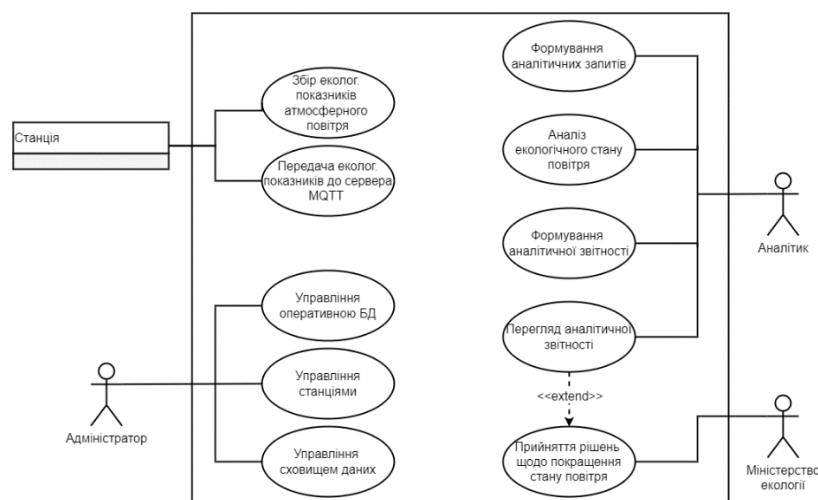 Формування
аналітичних запитів
Збір еколог.
показників
атмосферного
повітря
Станція
Аналіз
екологічного стану
повітря
Передача еколог.
показників до сервера
MQTT
Аналітик
Формування
аналітичної звітності
Управління
оперативною БД
Перегляд аналітичної
звітності
Управління
станціями
<<extend>>
Адміністратор
Управління
сховищем даних
Прийняття рішень
щодо покращення
стану повітря
Міністерство
екології